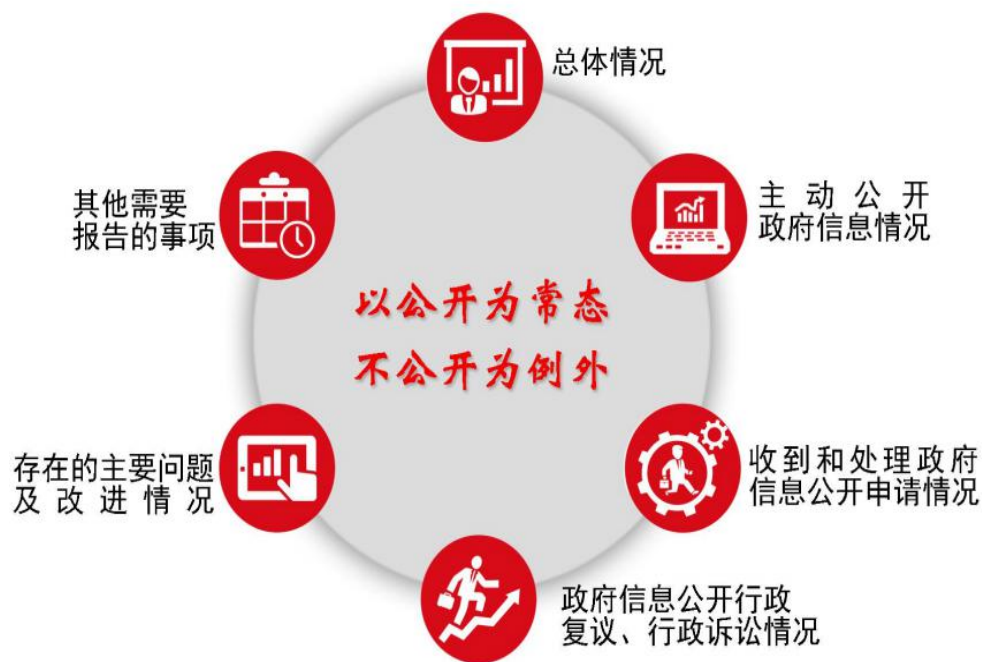 总体情况
主动公开
政府信息情况
收到和处理政府
信息公开申请情况
政府信息公开行政
复议、行政诉讼情况
存在的主要问题
及改进情况
其他需要
报告的事项
以公开为常态
不公开为例外